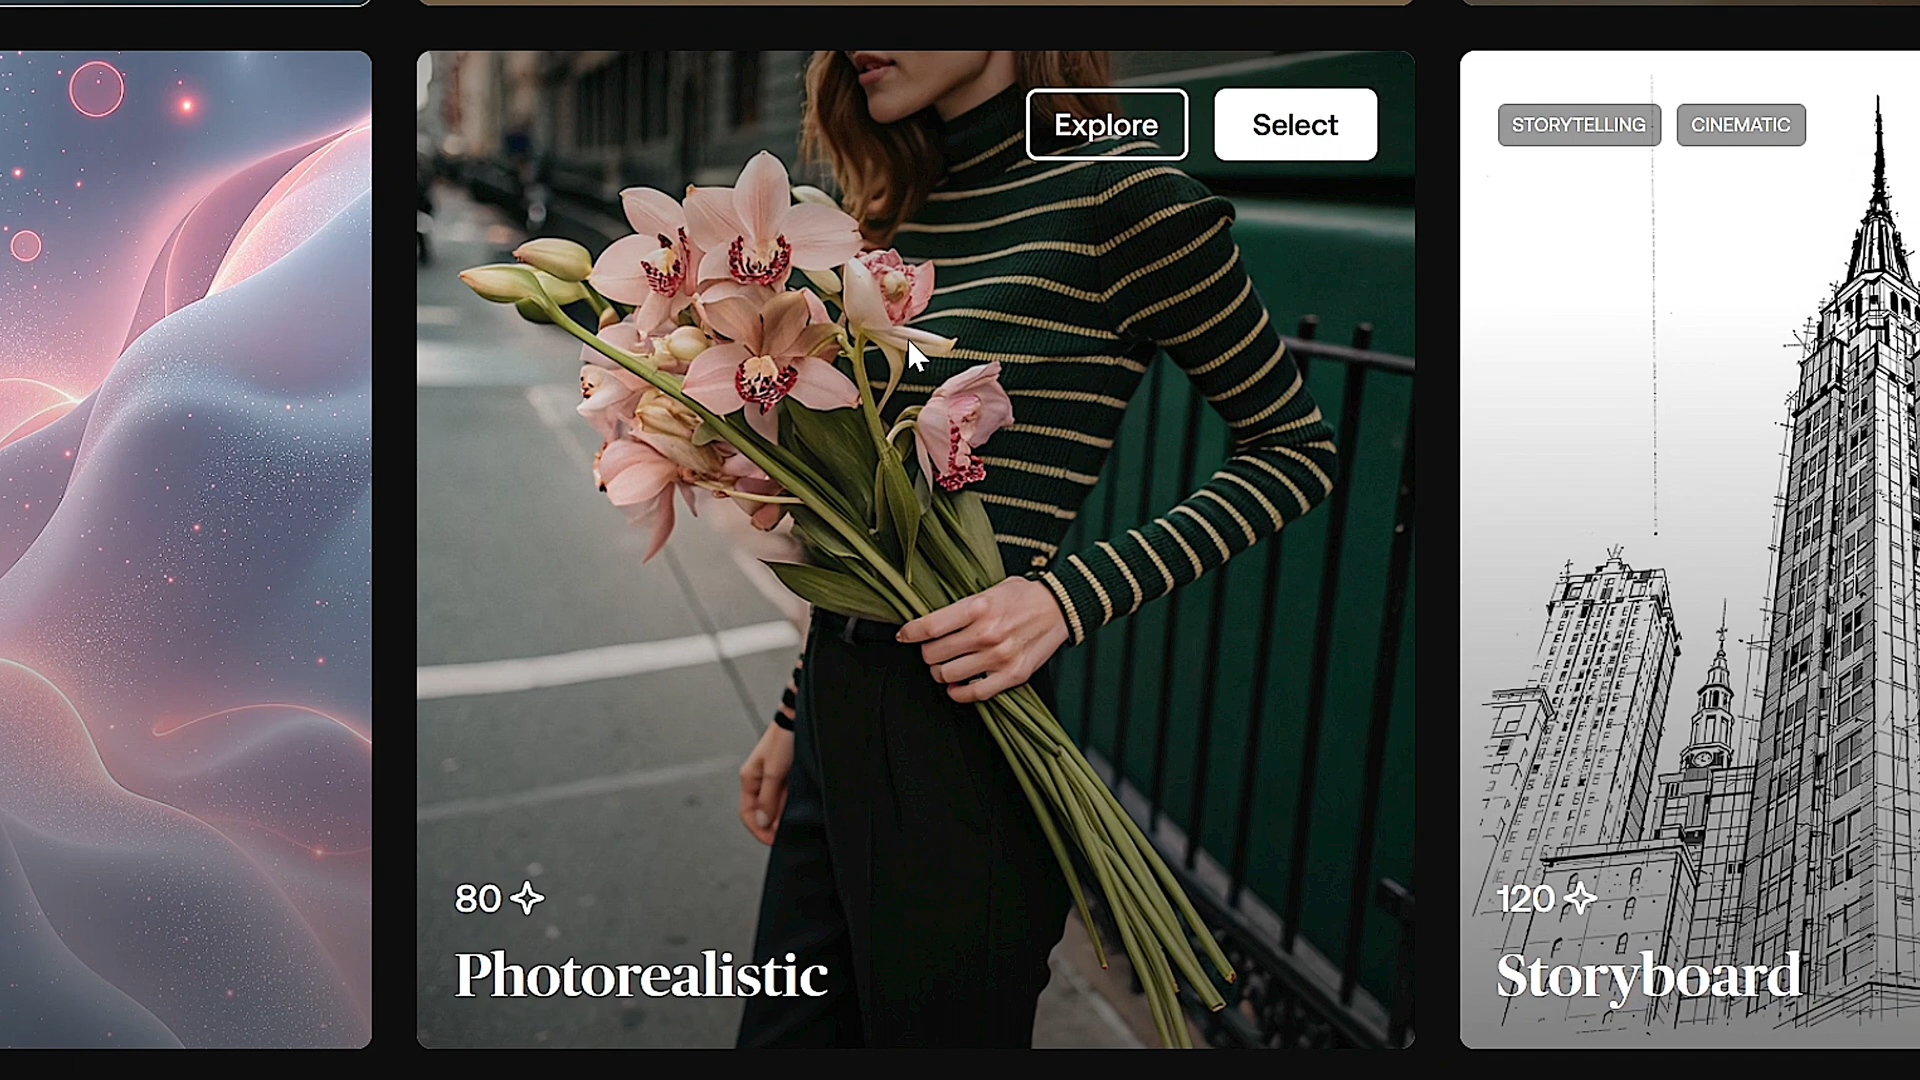 Explore
Select
80
Photorealistic
STORYTELLING
CINEMATIC
120
Storyboard